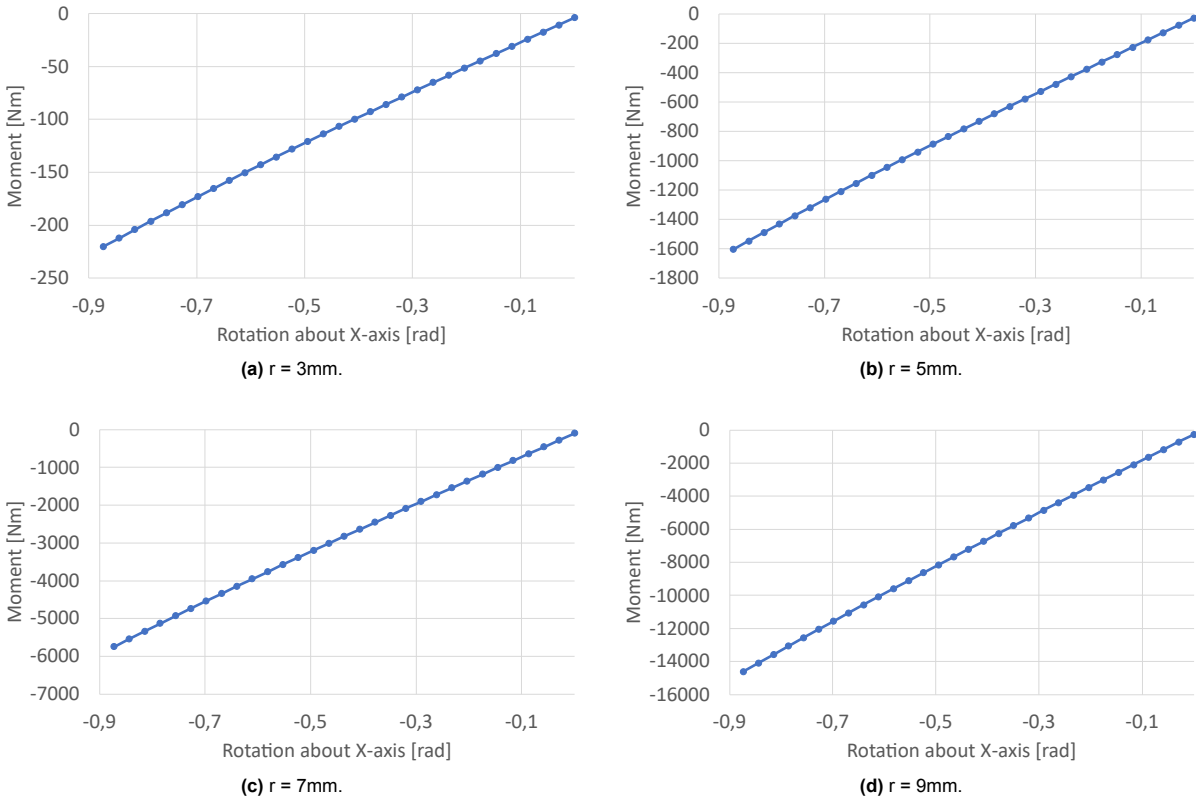 0
-50
-100
-150
-200
-250
Moment [Nm]
-0,9 -0,7 -0,5 -0,3 -0,1
Rotation about X-axis [rad]
(a) r = 3mm.
0
-200
-400
-600
-800
-1000
-1200
-1400
-1600
-1800
Moment [Nm]
-0,9 -0,7 -0,5 -0,3 -0,1
Rotation about X-axis [rad]
(b) r = 5mm.
0
-1000
-2000
-3000
-4000
-5000
-6000
-7000
Moment [Nm]
-0,9 -0,7 -0,5 -0,3 -0,1
Rotation about X-axis [rad]
(c) r = 7mm.
0
-2000
-4000
-6000
-8000
-10000
-12000
-14000
-16000
Moment [Nm]
-0,9 -0,7 -0,5 -0,3 -0,1
Rotation about X-axis [rad]
(d) r = 9mm.